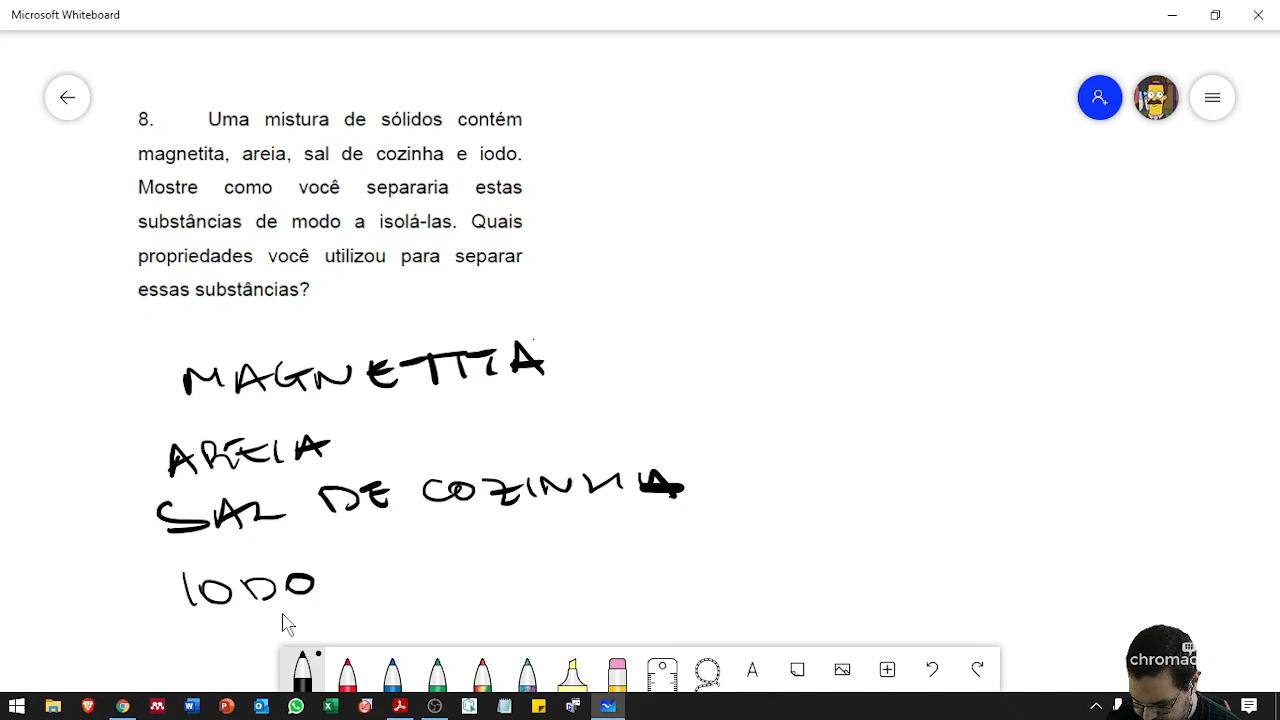 Microsoft Whiteboard
8. Uma mistura de sólidos contém
magnetita, areia, sal de cozinha e iodo.
Mostre como você separaria estas
substâncias de modo a isolá-las. Quais
propriedades você utilizou para separar
essas substâncias?
MAGNETITA
AREIA
SAL DE COZINHA
IODO
chromac